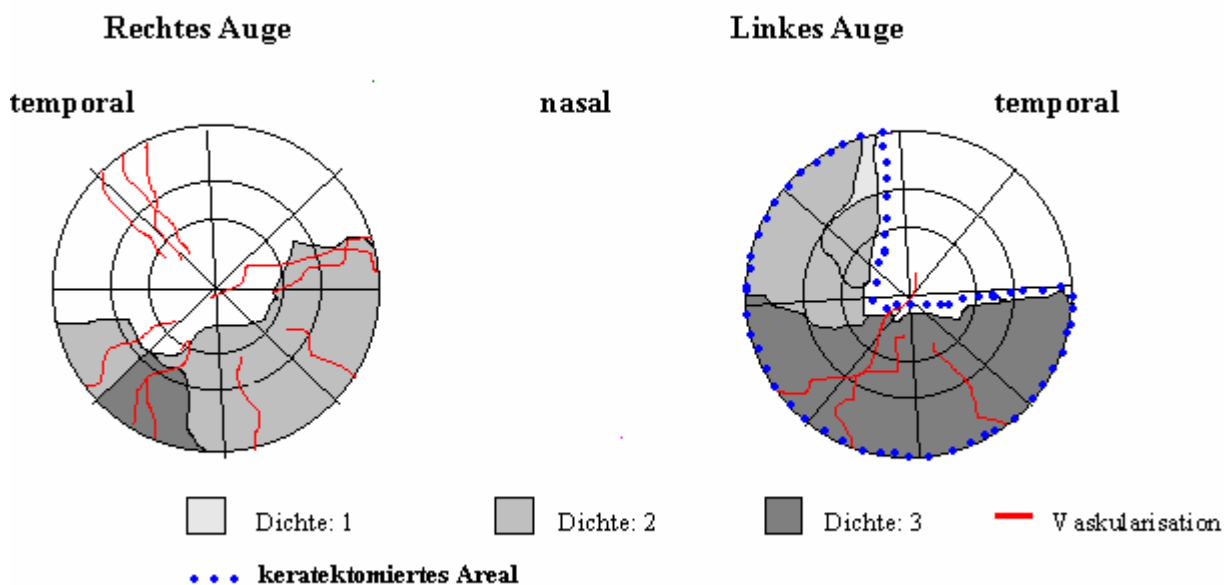 Rechtes Auge Linkes Auge
temporal nasal temporal
Dichte: 1 Dichte: 2 Dichte: 3 Vaskularisation
keratektomiertes Areal